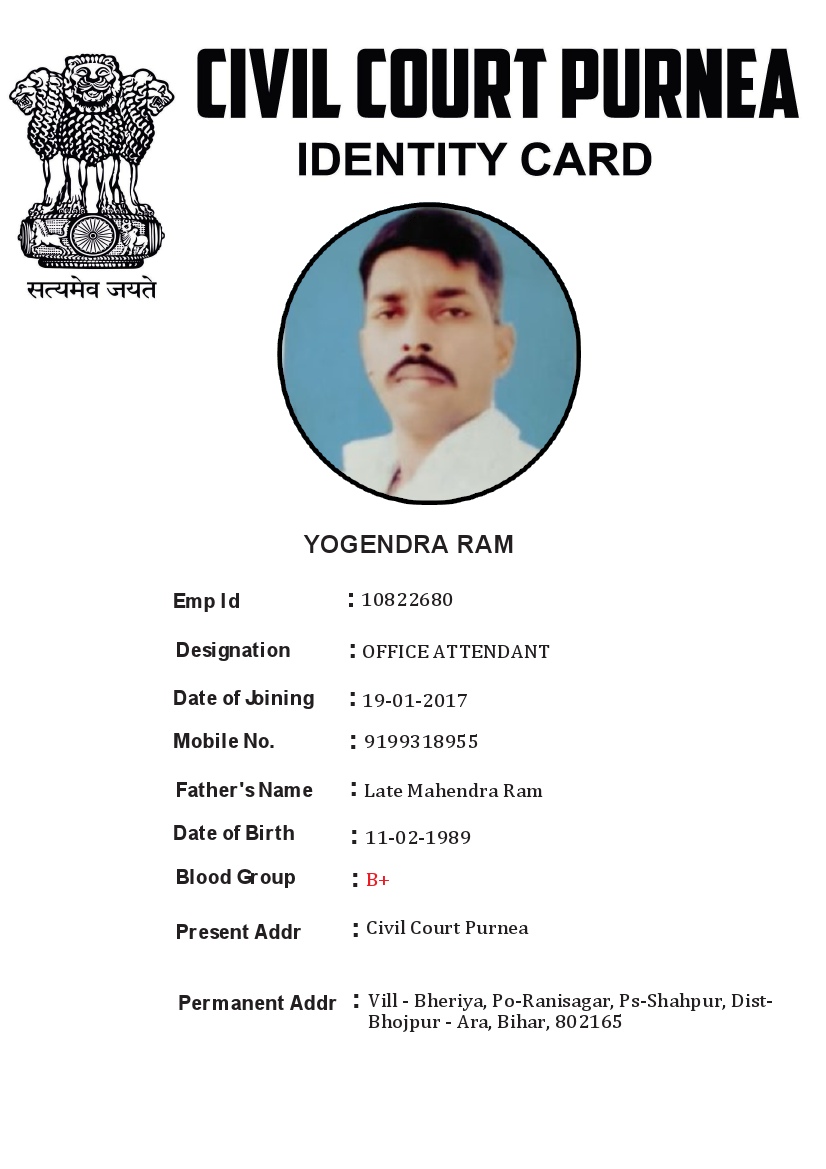 CIVIL COURT PURNEA
IDENTITY CARD
सत्यमेव जयते
YOGENDRA RAM
Emp Id : 10822680
Designation : OFFICE ATTENDANT
Date of Joining : 19-01-2017
Mobile No. : 9199318955
Father's Name : Late Mahendra Ram
Date of Birth : 11-02-1989
Blood Group : B+
Present Addr : Civil Court Purnea
Permanent Addr : Vill - Bheriya, Po-Ranisagar, Ps-Shahpur, Dist-
Bhojpur - Ara, Bihar, 802165